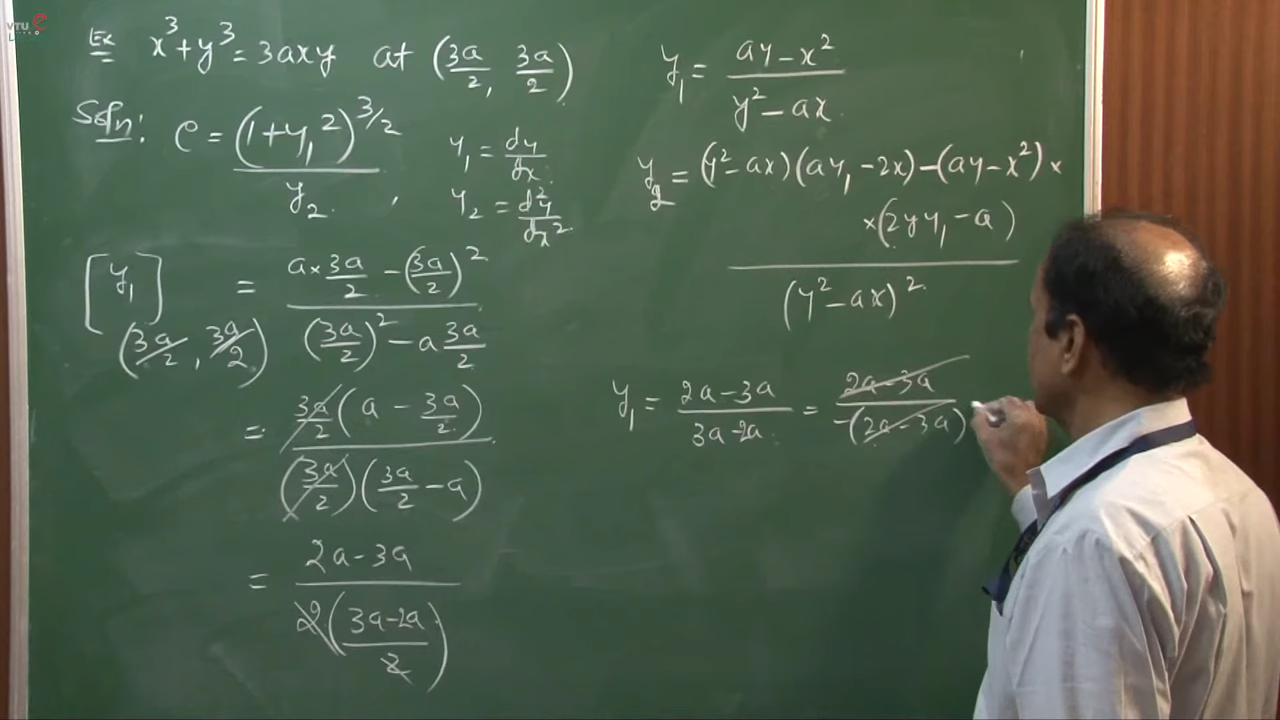 VTU e
Ex x³+y³=3axy at (3a/2, 3a/2)
Soln: ρ = (1+y₁²)^3/2 / y₂ , y₁ = dy/dx
y₂ = d²y/dx²
[y₁] (3a/2, 3a/2) = (a×3a/2 − (3a/2)²) / ((3a/2)² − a 3a/2)
= 3a/2 (a − 3a/2) / (3a/2)(3a/2 − a)
= 2a−3a / 2(3a−2a/2)
y₁ = ay−x² / y²−ax
y₂ = (y²−ax)(ay₁−2x)−(ay−x²)×
×(2yy₁−a)
(y²−ax)²
y₁ = 2a−3a / 3a−2a = 2a−3a / −(2a−3a)